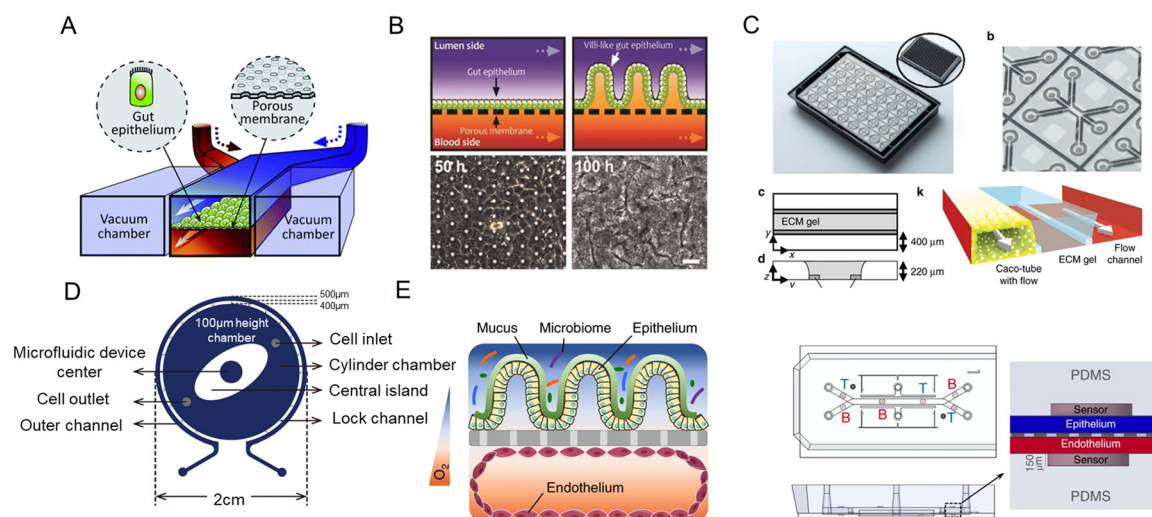 A
Gut
epithelium
Porous
membrane
Vacuum
chamber
Vacuum
chamber
B
Lumen side
Villi-like gut epithelium
Gut epithelium
Porous membrane
Blood side
50 h
100 h
C
b
c
ECM gel
y
x
400 µm
d
z
y
220 µm
k
Flow
channel
ECM gel
Caco-tube
with flow
D
500µm
400µm
100µm height
chamber
Cell inlet
Microfluidic device
center
Cylinder chamber
Central island
Cell outlet
Lock channel
Outer channel
2cm
E
Mucus
Microbiome
Epithelium
O2
Endothelium
T
B
B
B
T
PDMS
Sensor
Epithelium
Endothelium
150
µm
Sensor
PDMS